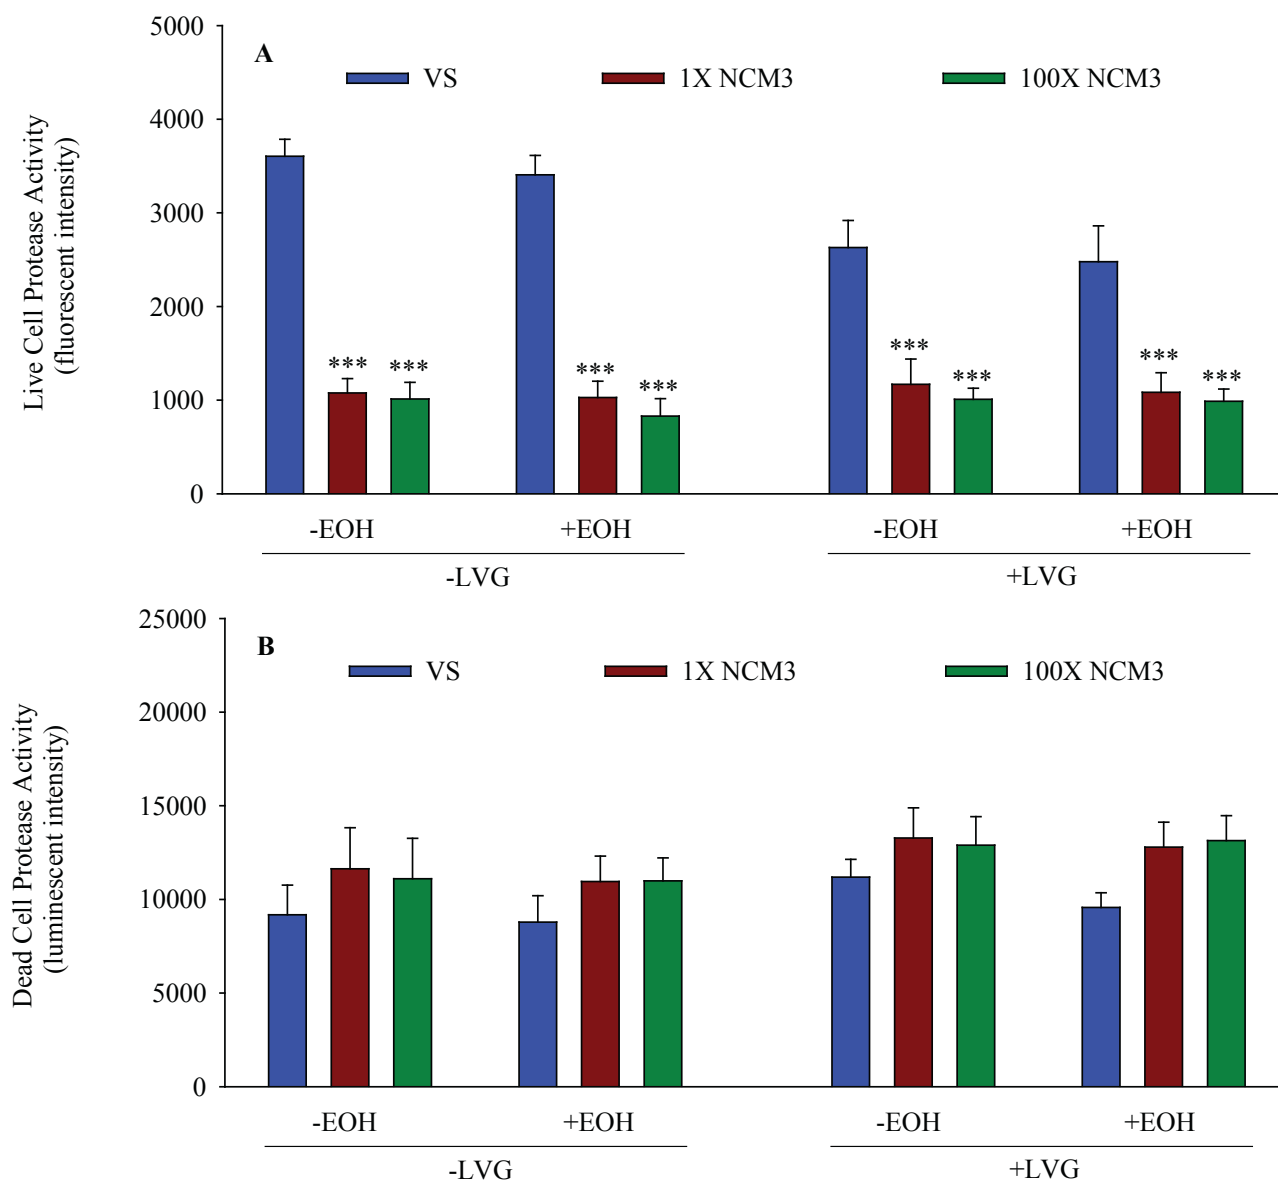 A
VS 1X NCM3 100X NCM3
Live Cell Protease Activity
(fluorescent intensity)
5000
4000
3000
2000
1000
0
*** *** *** *** *** *** *** ***
-EOH +EOH -EOH +EOH
-LVG +LVG
B
VS 1X NCM3 100X NCM3
Dead Cell Protease Activity
(luminescent intensity)
25000
20000
15000
10000
5000
0
-EOH +EOH -EOH +EOH
-LVG +LVG